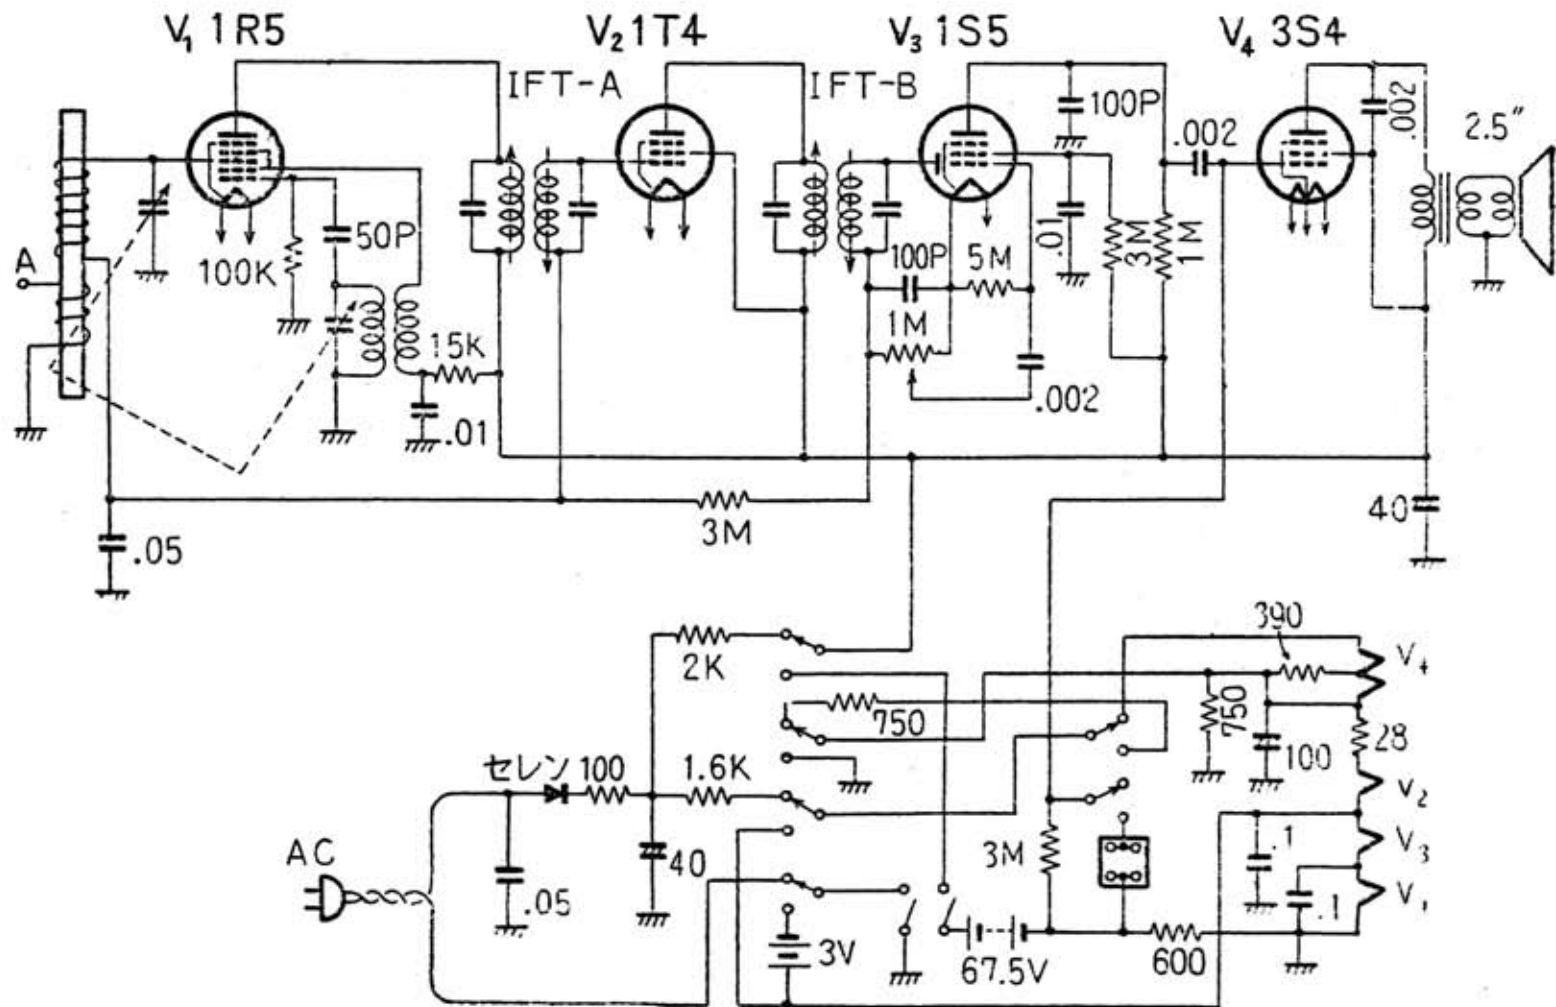 V₁ 1R5
V₂ 1T4
V₃ 1S5
V₄ 3S4
IFT-A
IFT-B
100P
.002
.002
2.5″
A
50P
100K
15K
.01
100P
5M
1M
.002
.01
3M
1M
.05
3M
40
2K
390
V₄
750
750
100
28
セレン 100
1.6K
V₂
AC
.05
40
3M
.1
V₃
.1
V₁
3V
67.5V
600